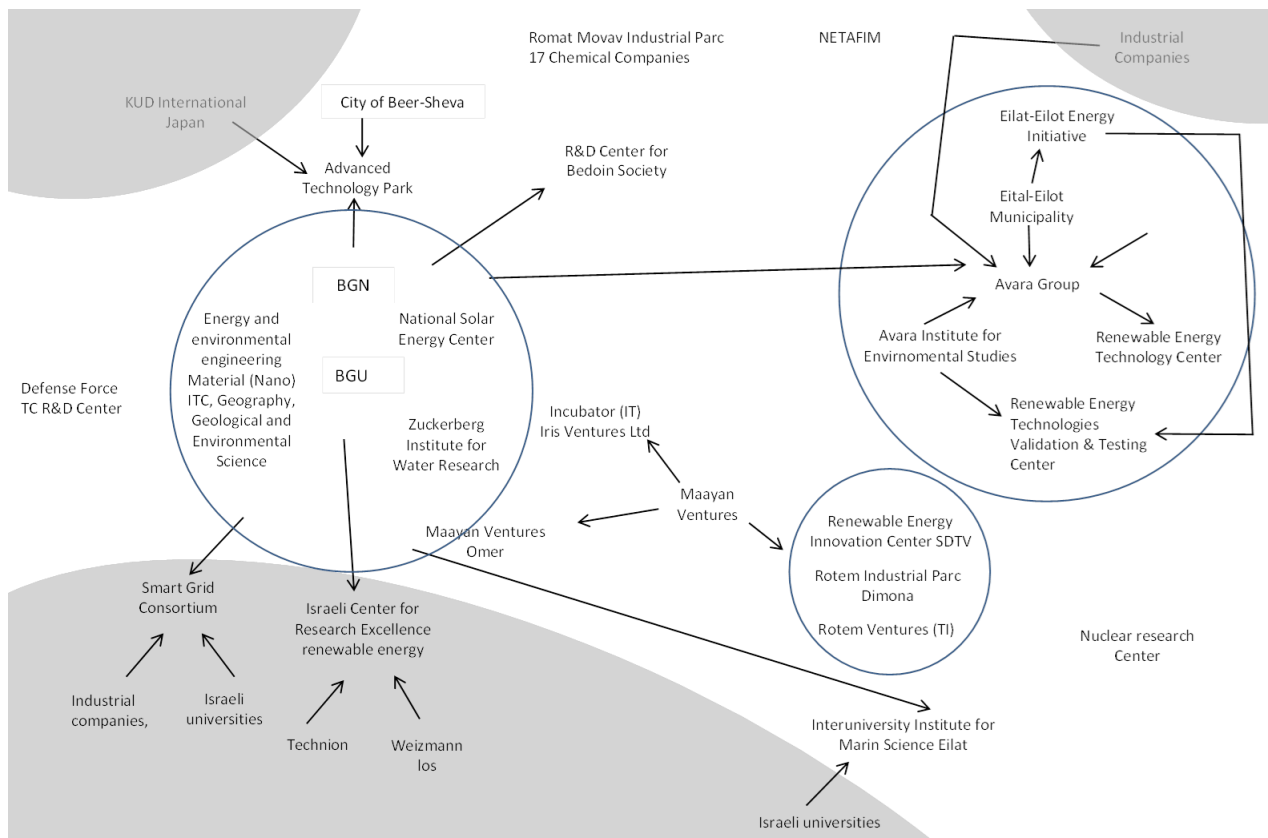 Romat Movav Industrial Parc
17 Chemical Companies
NETAFIM
Industrial
Companies
KUD International
Japan
City of Beer-Sheva
Advanced
Technology Park
R&D Center for
Bedoin Society
Eilat-Eilot Energy
Initiative
Eital-Eilot
Municipality
Avara Group
Avara Institute for
Envirnomental Studies
Renewable Energy
Technology Center
Renewable Energy
Technologies
Validation & Testing
Center
BGN
Energy and
environmental
engineering
Material (Nano)
ITC, Geography,
Geological and
Environmental
Science
National Solar
Energy Center
BGU
Zuckerberg
Institute for
Water Research
Defense Force
TC R&D Center
Incubator (IT)
Iris Ventures Ltd
Maayan
Ventures
Maayan Ventures
Omer
Renewable Energy
Innovation Center SDTV
Rotem Industrial Parc
Dimona
Rotem Ventures (TI)
Nuclear research
Center
Smart Grid
Consortium
Israeli Center for
Research Excellence
renewable energy
Industrial
companies,
Israeli
universities
Technion
Weizmann
Ios
Interuniversity Institute for
Marin Science Eilat
Israeli universities